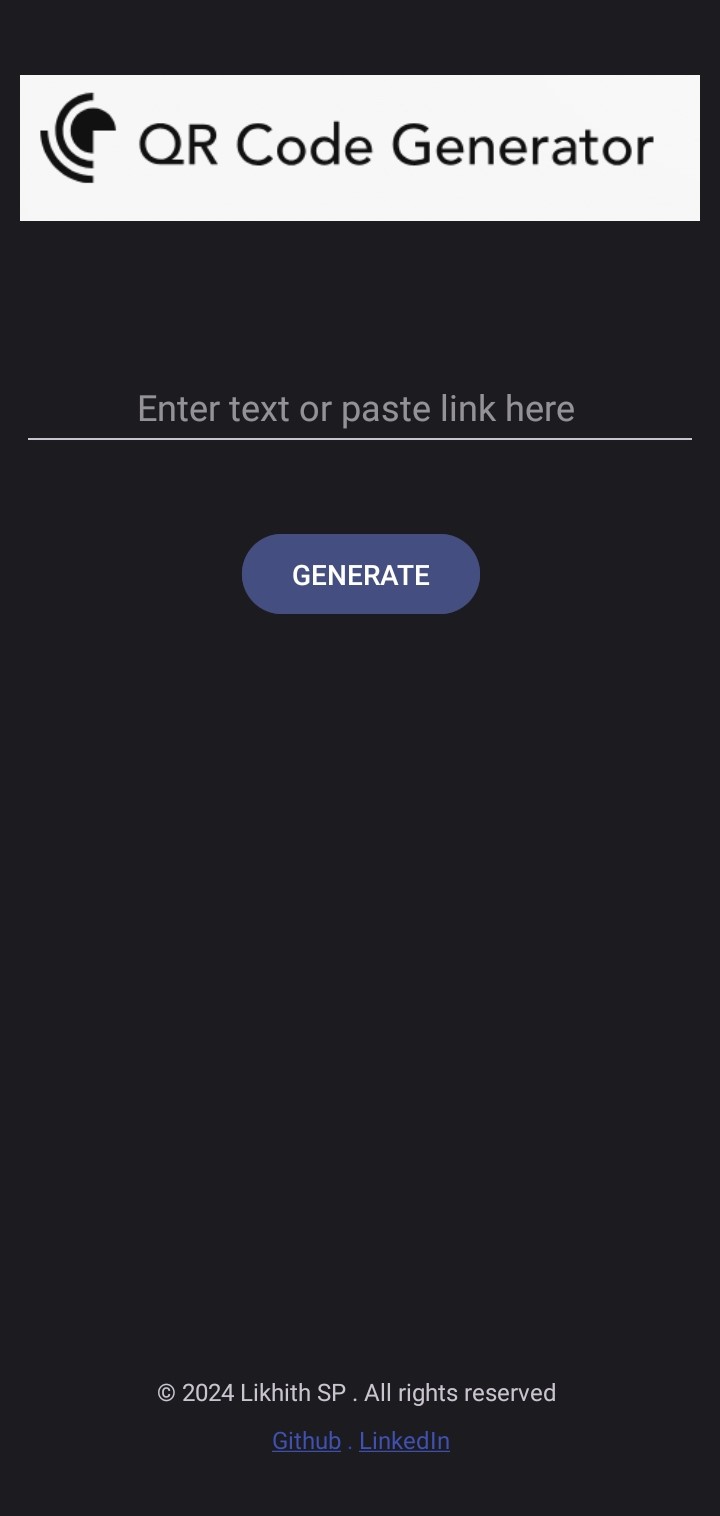 QR Code Generator
Enter text or paste link here
GENERATE
© 2024 Likhith SP . All rights reserved
Github . LinkedIn